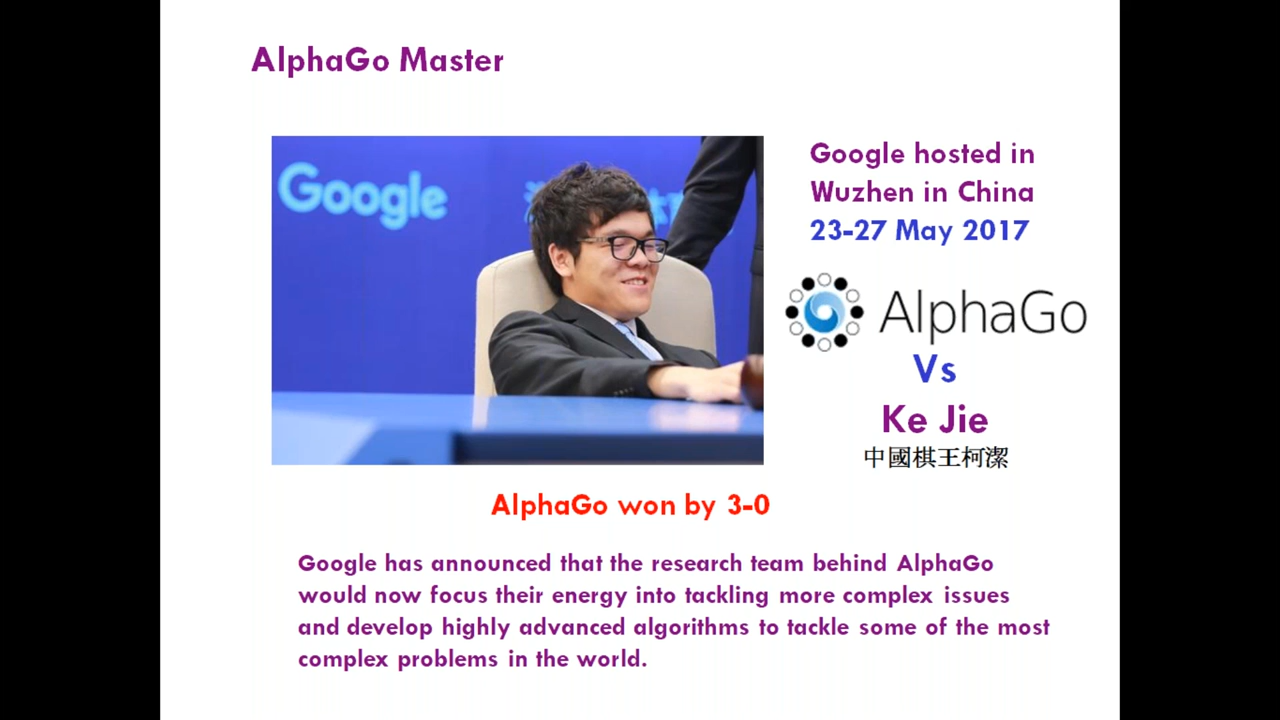 AlphaGo Master
Google
Google hosted in
Wuzhen in China
23-27 May 2017
AlphaGo
Vs
Ke Jie
中國棋王柯潔
AlphaGo won by 3-0
Google has announced that the research team behind AlphaGo
would now focus their energy into tackling more complex issues
and develop highly advanced algorithms to tackle some of the most
complex problems in the world.